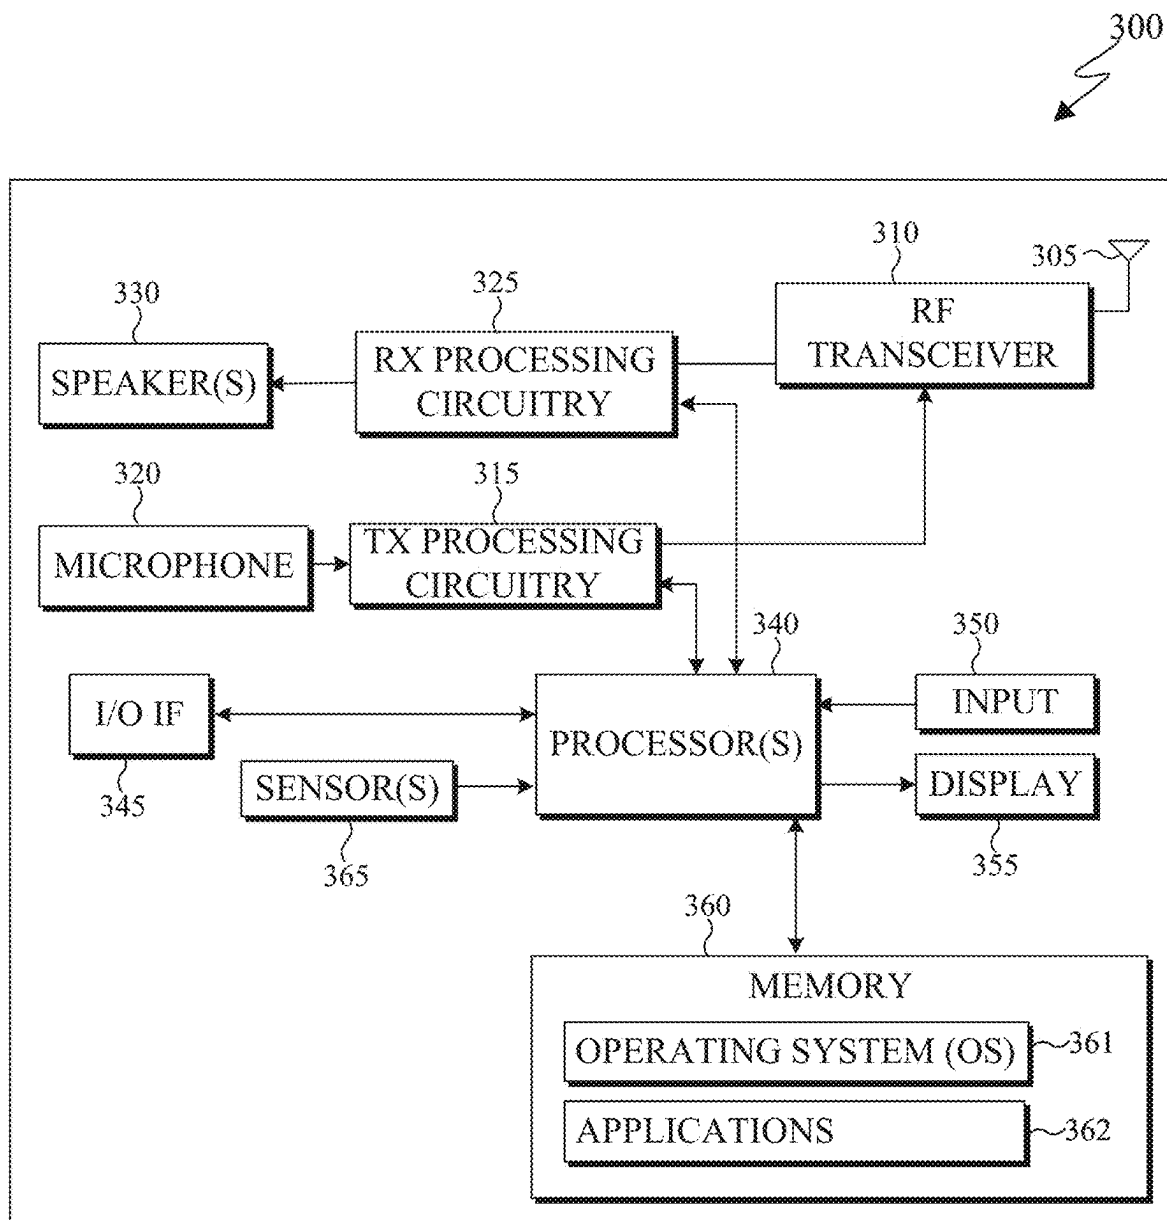 300
310
305
325
330
RF
TRANSCEIVER
RX PROCESSING
CIRCUITRY
SPEAKER(S)
320
315
MICROPHONE
TX PROCESSING
CIRCUITRY
340
350
I/O IF
INPUT
PROCESSOR(S)
SENSOR(S)
DISPLAY
345
365
355
360
MEMORY
OPERATING SYSTEM (OS)
361
APPLICATIONS
362